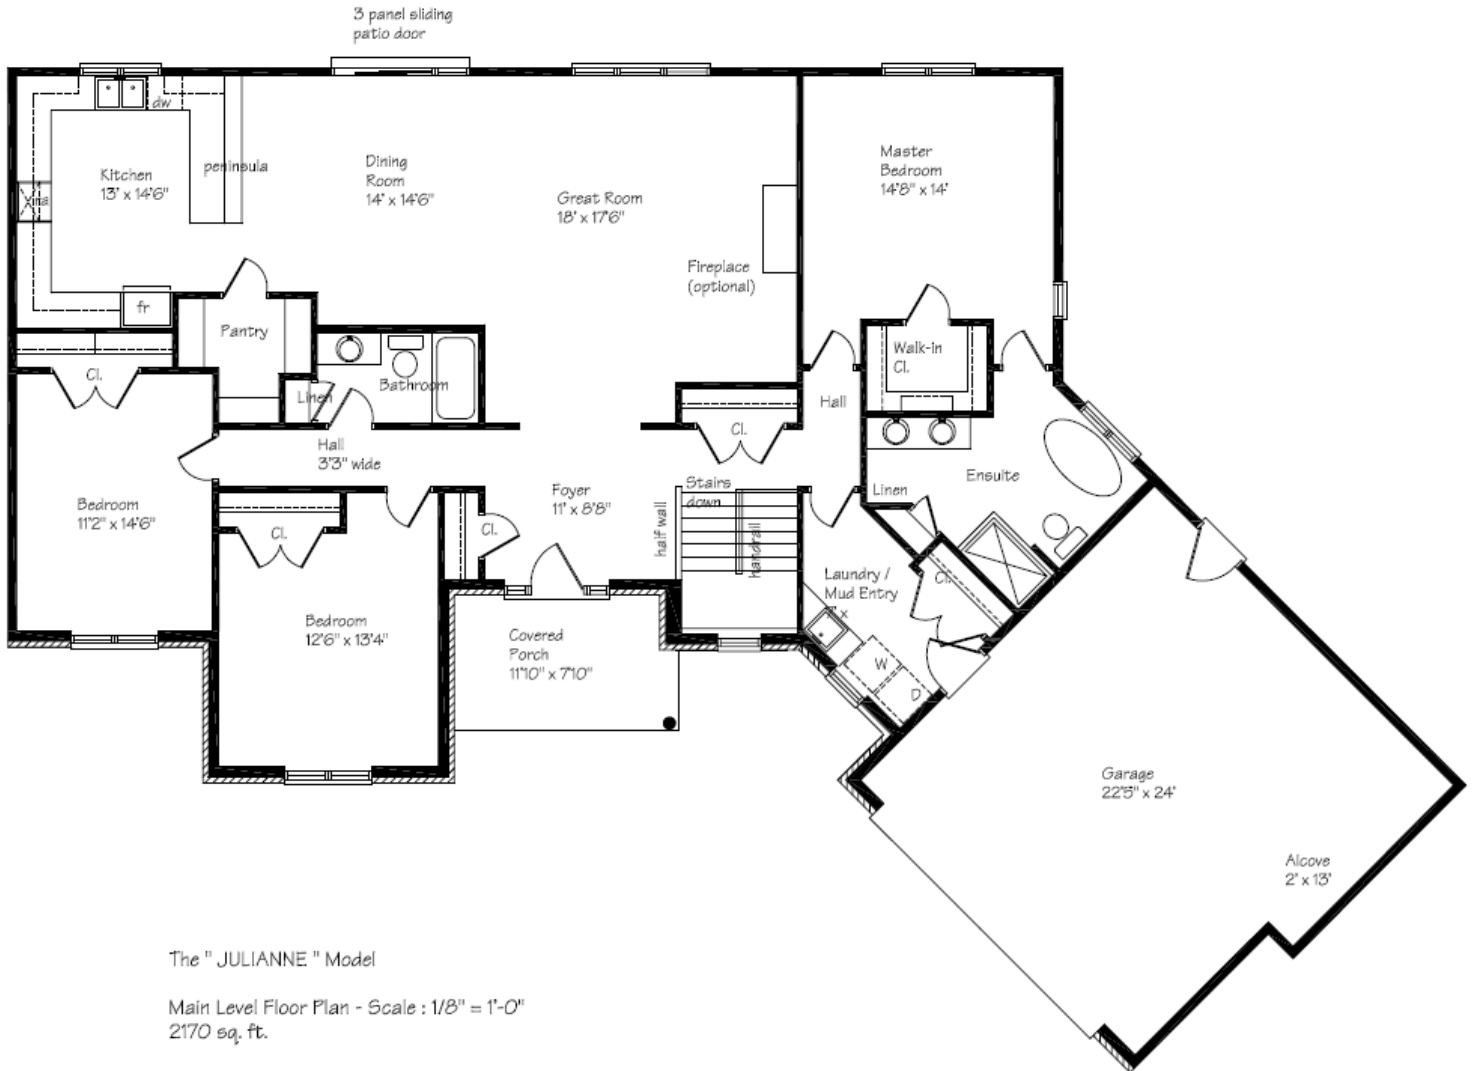 3 panel sliding
patio door
dw
Kitchen
13' x 14'6"
peninsula
Dining
Room
14' x 14'6"
Great Room
18' x 17'6"
Master
Bedroom
14'8" x 14'
Fireplace
(optional)
fr
Pantry
Walk-in
Cl.
Cl.
Linen
Bathroom
Hall
Cl.
Hall
3'3" wide
Bedroom
11'2" x 14'6"
Foyer
11' x 8'8"
Stairs
down
Linen
Ensuite
Cl.
Cl.
half wall
handrail
Laundry /
Mud Entry
Cl.
x
Bedroom
12'6" x 13'4"
Covered
Porch
11'10" x 7'10"
W
D
Garage
22'5" x 24'
Alcove
2' x 13'
The " JULIANNE " Model
Main Level Floor Plan - Scale : 1/8" = 1'-0"
2170 sq. ft.